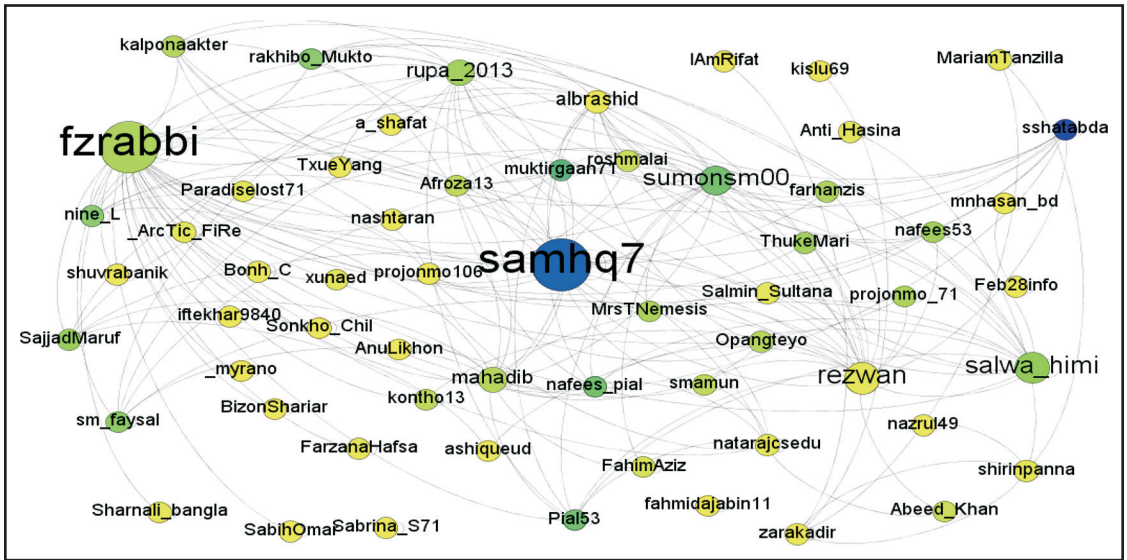 kalponaakter
rakhibo_Mukto
rupa_2013
IAmRifat
kislu69
MariamTanzilla
albrashid
fzrabbi
a_shafat
Anti_Hasina
sshatabda
TxueYang
muktirgaan71
roshmalai
sumonsm00
Paradiselost71
Afroza13
farhanzis
mnhasan_bd
nine_L
_ArcTic_FiRe
nashtaran
ThukeMari
nafees53
samhq7
shuvrabanik
Bonh_C
xunaed
projonmo106
Salmin_Sultana
projonmo_71
Feb28info
iftekhar9840
Sonkho_Chil
MrsTNemesis
SajjadMaruf
AnuLikhon
Opangteyo
_myrano
mahadib
nafees_pial
smamun
rezwan
salwa_himi
BizonShariar
kontho13
sm_faysal
FarzanaHafsa
ashiqueud
natarajcsedu
nazrul49
FahimAziz
shirinpanna
Sharnali_bangla
SabihOmar
Sabrina_S71
Pial53
fahmidajabin11
zarakadir
Abeed_Khan